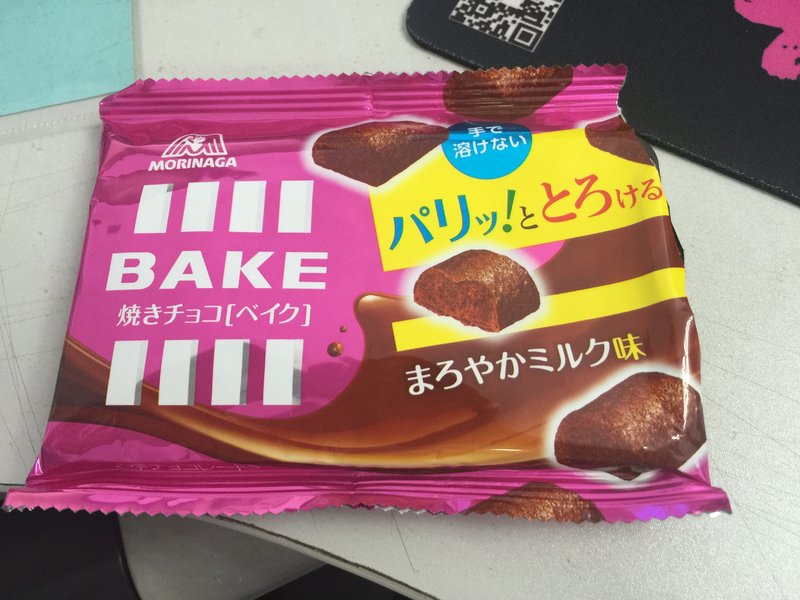 MORINAGA
BAKE
焼きチョコ[ベイク]
手で
溶けない
パリッ!ととろける
まろやかミルク味